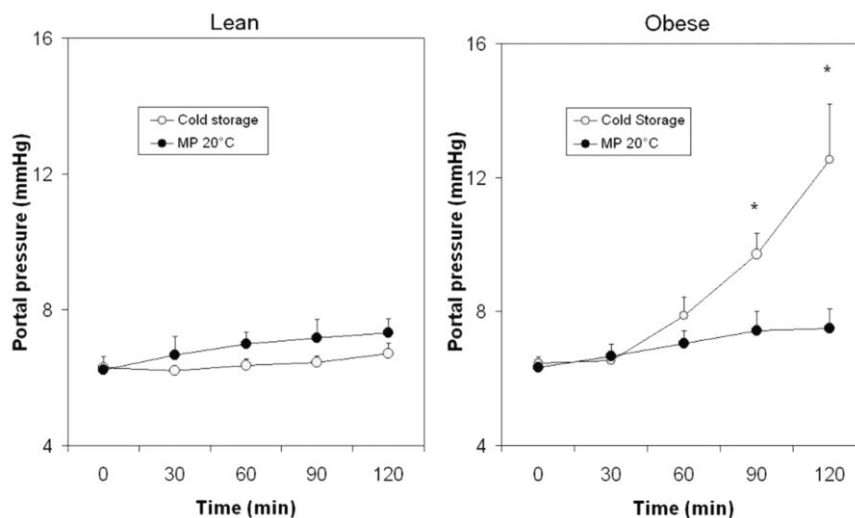 Lean
Portal pressure (mmHg)
16
12
8
4
Cold storage
MP 20°C
0 30 60 90 120
Time (min)
Obese
Portal pressure (mmHg)
16
12
8
4
Cold Storage
MP 20°C
*
*
0 30 60 90 120
Time (min)